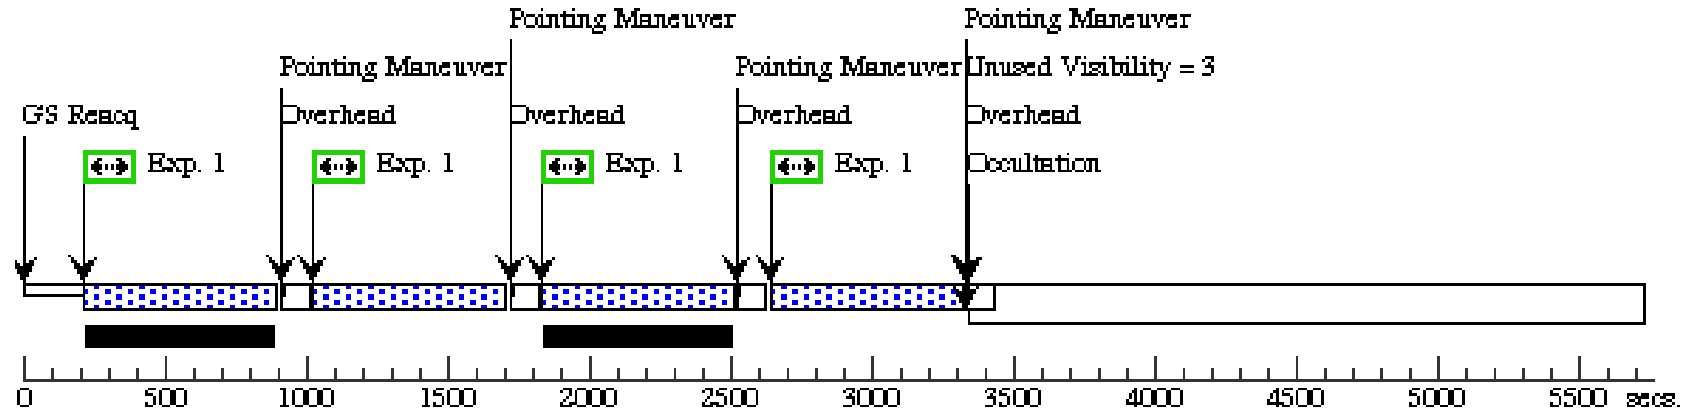 Pointing Maneuver Pointing Maneuver
Pointing Maneuver Pointing Maneuver Unused Visibility = 3
GS Reacq Overhead Overhead Overhead Overhead
Exp. 1 Exp. 1 Exp. 1 Exp. 1 Occultation
0 500 1000 1500 2000 2500 3000 3500 4000 4500 5000 5500 secs.